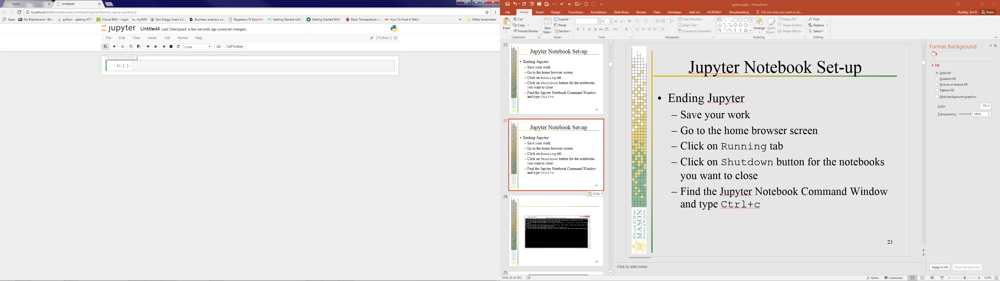 Home
Untitled4
Jim
localhost:8888/notebooks/Untitled4.ipynb?kernel_name=python2
Apps
My Blackboard – Blac
python - getting HTT
Virtual EMS - Login
myWM
Earl Gregg Swem Libr
Business analytics cas
Raspberry Pi Zero He
Getting Started with R
Getting Started With
Basic Temperature Lo
How To Host A Webs
» Other bookmarks
jupyter Untitled4 Last Checkpoint: a few seconds ago (unsaved changes)
File Edit View Insert Cell Kernel Help
Python 2
Code CellToolbar
Save and Checkpoint
In [ ]:
python.pptx - PowerPoint
File Home Insert Design Transitions Animations Slide Show Review View Developer Add-ins ACROBAT Storyboarding Tell me what you want to do... Bradley, Jim R Share
Paste
Cut
Copy
Format Painter
Clipboard
New
Slide
Layout
Reset
Section
Slides
28
Font
Text Direction
Align Text
Convert to SmartArt
Paragraph
Arrange
Quick
Styles
Shape Fill
Shape Outline
Shape Effects
Drawing
Find
Replace
Select
Editing
22
Jupyter Notebook Set-up
• Ending Jupyter
– Save your work
– Go to the home browser screen
– Click on Running tab
– Click on Shutdown button for the notebooks
you want to close
– Find the Jupyter Notebook Command Window
and type Ctrl+c
22
23
Jupyter Notebook Set-up
• Ending Jupyter
– Save your work
– Go to the home browser screen
– Click on Running tab
– Click on Shutdown button for the notebooks
you want to close
– Find the Jupyter Notebook Command Window
and type Ctrl+c
23
(Ctrl)
24
24
25
Jupyter Notebook Set-up
• Ending Jupyter
– Save your work
– Go to the home browser screen
– Click on Running tab
– Click on Shutdown button for the notebooks
you want to close
– Find the Jupyter Notebook Command Window
and type Ctrl+c
WILLIAM & MARY
MASON
SCHOOL of BUSINESS
23
Click to add notes
Format Background
Fill
Solid fill
Gradient fill
Picture or texture fill
Pattern fill
Hide background graphics
Color
Transparency 100%
Apply to All Reset Background
Slide 23 of 262
Notes Comments 114%